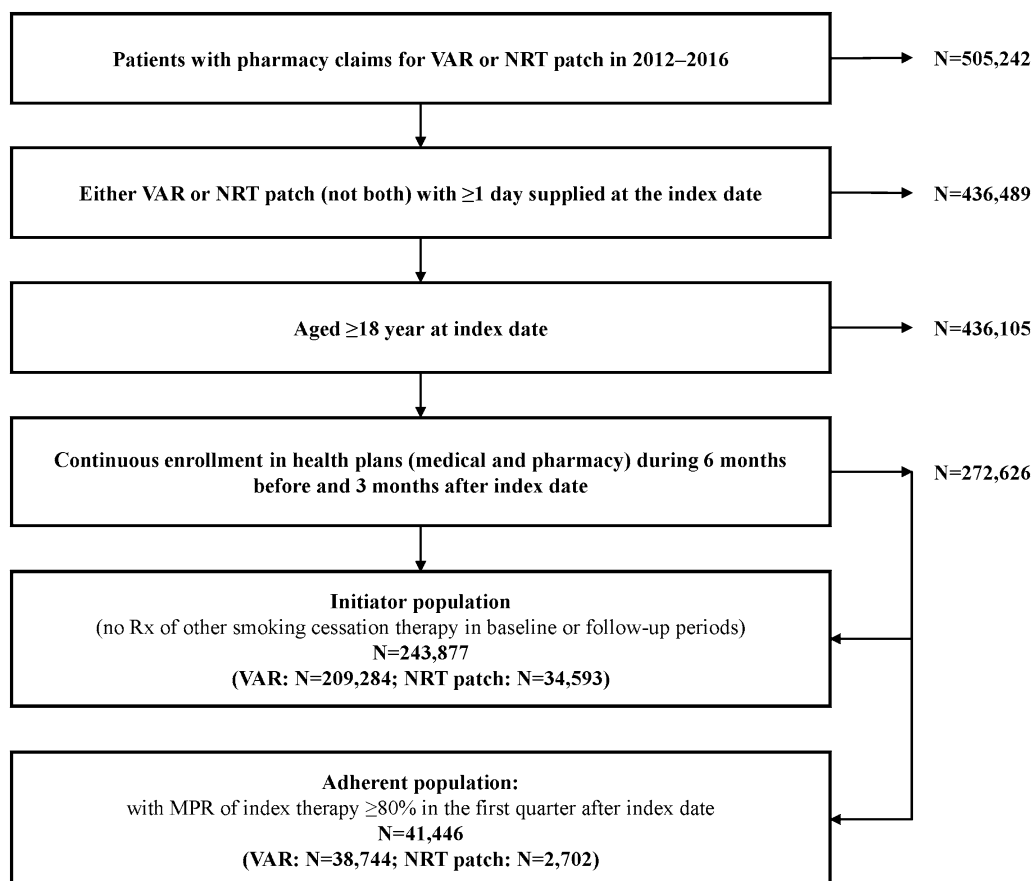 Patients with pharmacy claims for VAR or NRT patch in 2012–2016
N=505,242
Either VAR or NRT patch (not both) with ≥1 day supplied at the index date
N=436,489
Aged ≥18 year at index date
N=436,105
Continuous enrollment in health plans (medical and pharmacy) during 6 months
before and 3 months after index date
N=272,626
Initiator population
(no Rx of other smoking cessation therapy in baseline or follow-up periods)
N=243,877
(VAR: N=209,284; NRT patch: N=34,593)
Adherent population:
with MPR of index therapy ≥80% in the first quarter after index date
N=41,446
(VAR: N=38,744; NRT patch: N=2,702)